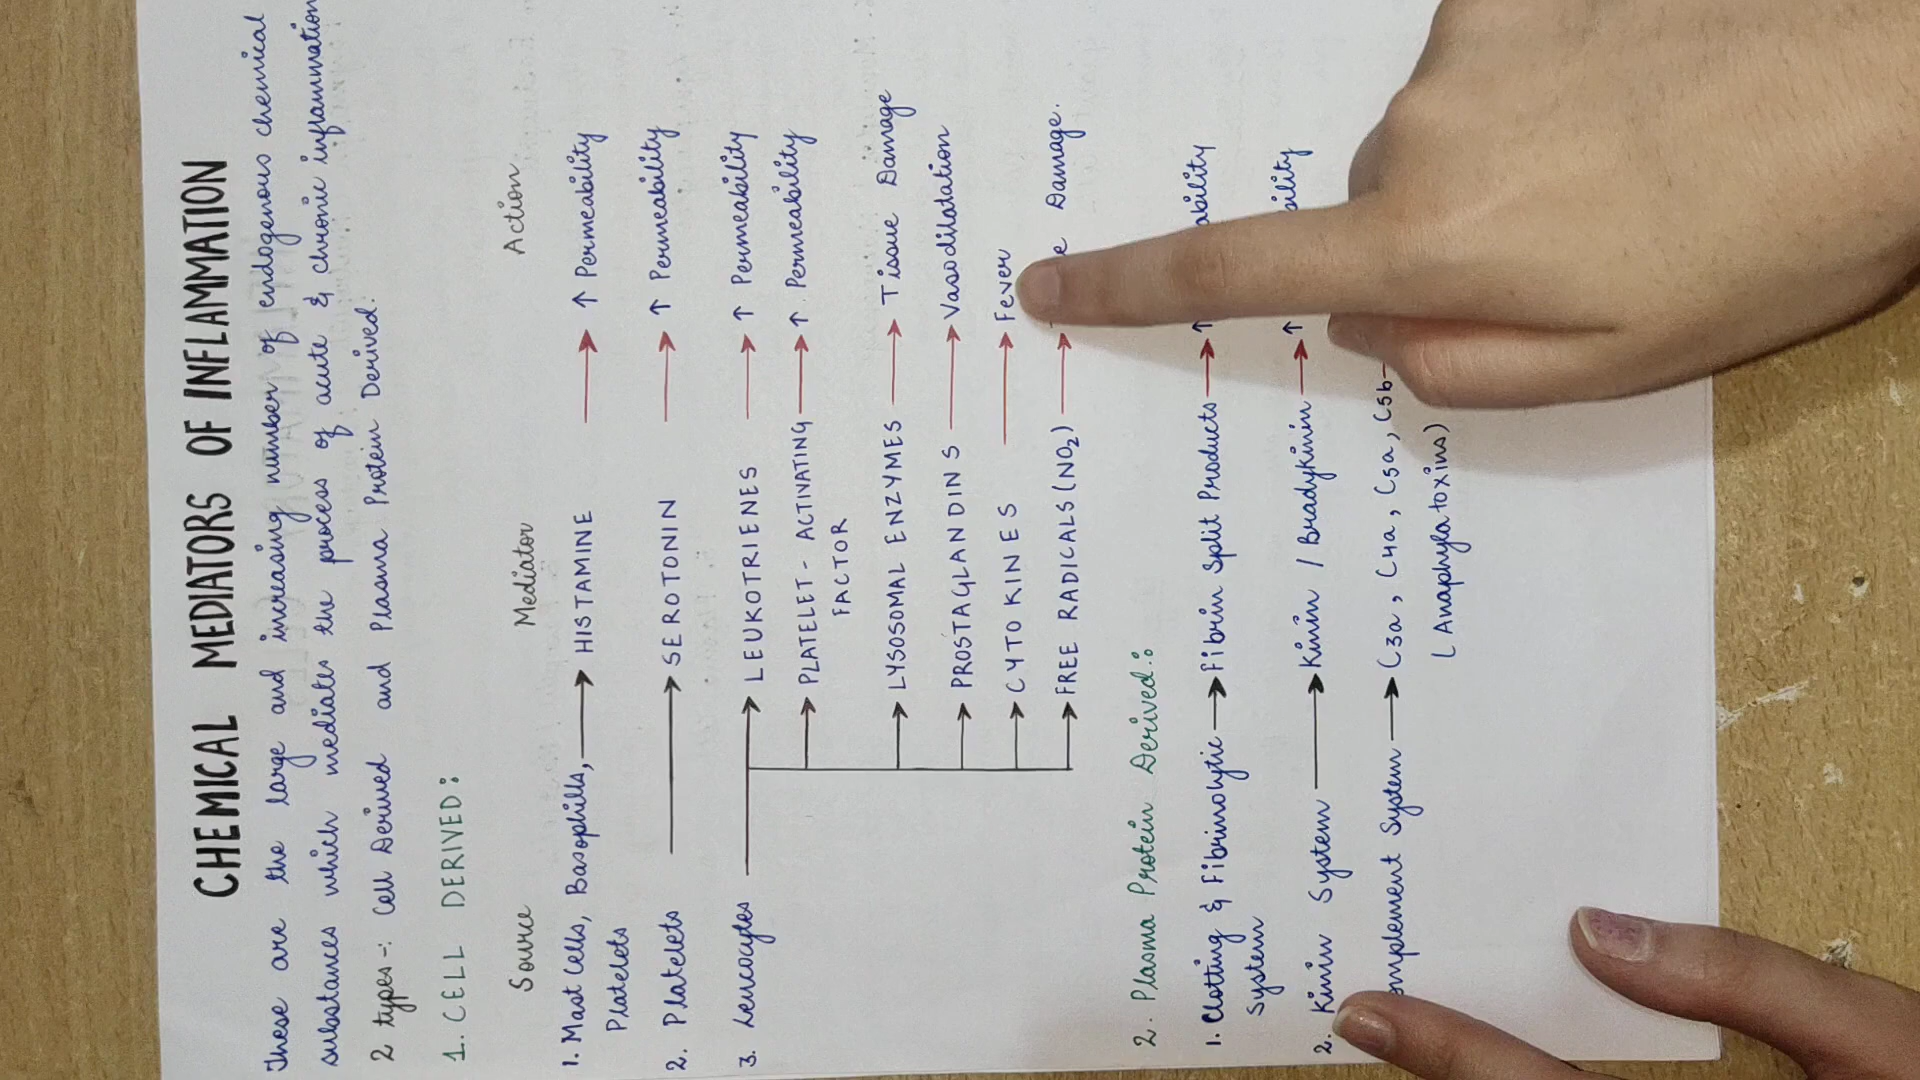 CHEMICAL MEDIATORS OF INFLAMMATION
These are the large and increasing number of endogenous chemical
substances which mediates the process of acute & chronic inflammation
2 types -: Cell Derived and Plasma Protein Derived.
1. CELL DERIVED:
Source Mediator Action
1. Mast Cells, Basophills, → HISTAMINE → ↑ Permeability
Platelets
2. Platelets → SEROTONIN → ↑ Permeability
3. Leucocytes → LEUKOTRIENES → ↑ Permeability
→ PLATELET - ACTIVATING → ↑ Permeability
FACTOR
→ LYSOSOMAL ENZYMES → Tissue Damage
→ PROSTAGLANDINS → Vasodilatation
→ CYTOKINES → Fever
→ FREE RADICALS (NO2) → Damage.
2. Plasma Protein Derived.:
1. Clotting & Fibrinolytic → Fibrin Split Products → ↑
System
2. Kinin System → Kinin / Bradykinin → ↑
System → C3a, C4a, C5a, C5b
(Anaphylatoxins)